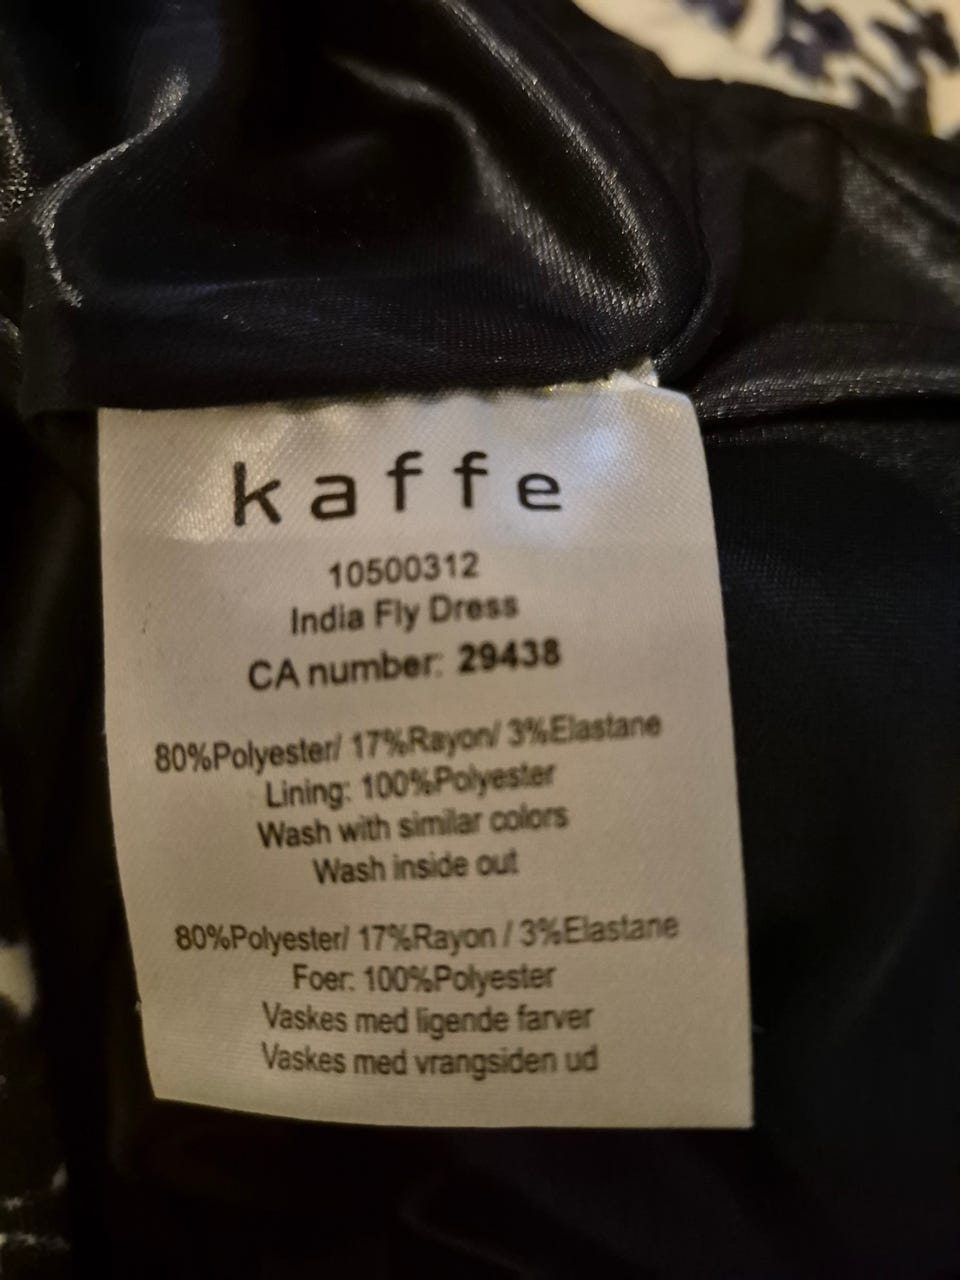 kaffe
10500312
India Fly Dress
CA number: 29438
80%Polyester/ 17%Rayon/ 3%Elastane
Lining: 100%Polyester
Wash with similar colors
Wash inside out
80%Polyester/ 17%Rayon / 3%Elastane
Foer: 100%Polyester
Vaskes med ligende farver
Vaskes med vrangsiden ud